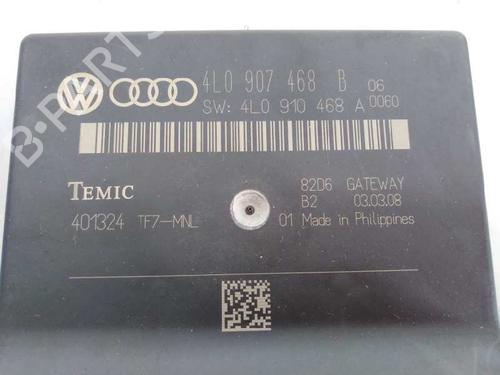 4L0 907 468 B 06
SW: 4L0 910 468 A 0060
TEMIC
82D6 GATEWAY
B2 03.03.08
401324 TF7-MNL 01 Made in Philippines
B-PARTS